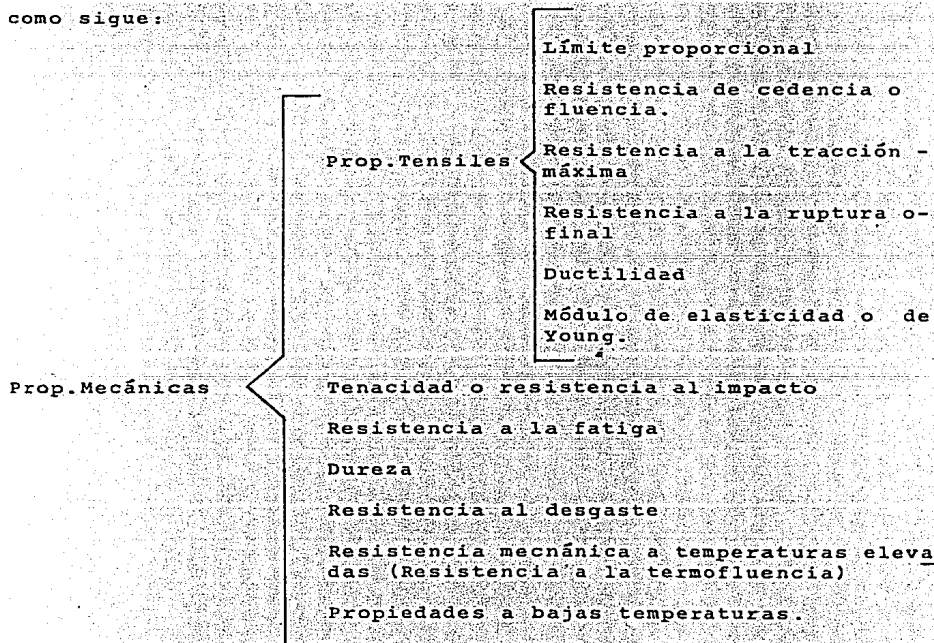 como sigue:
Límite proporcional
Resistencia de cedencia o
fluencia.
Prop.Tensiles
Resistencia a la tracción -
máxima
Resistencia a la ruptura o-
final
Ductilidad
Módulo de elasticidad o de
Young.
Prop.Mecánicas
Tenacidad o resistencia al impacto
Resistencia a la fatiga
Dureza
Resistencia al desgaste
Resistencia mecnánica a temperaturas eleva
das (Resistencia a la termofluencia)
Propiedades a bajas temperaturas.